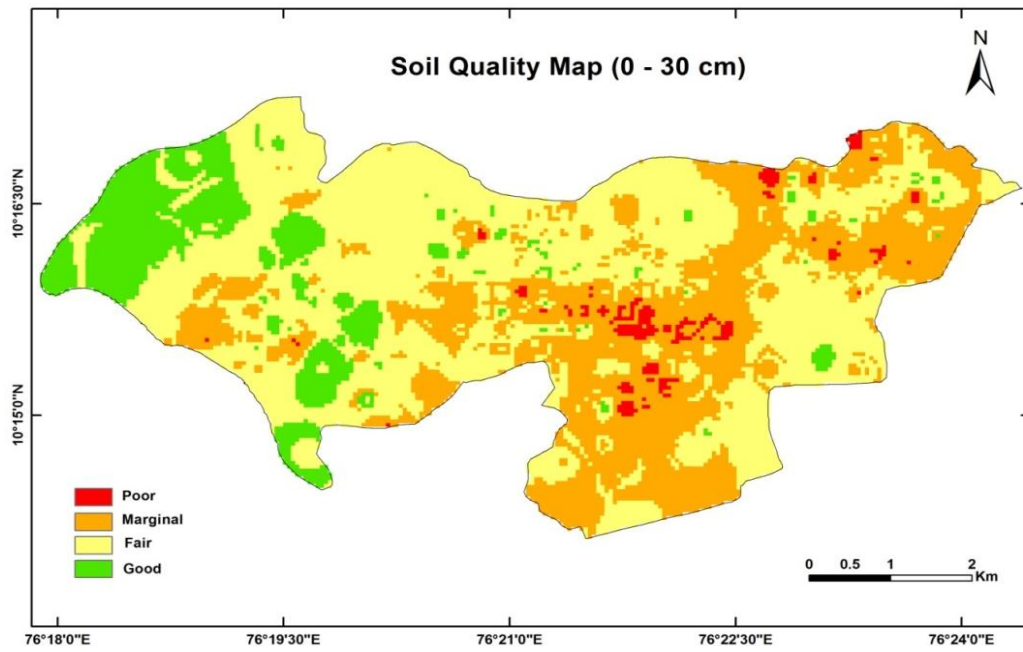 Soil Quality Map (0 - 30 cm)
N
10°16'30"N
10°15'0"N
Poor
Marginal
Fair
Good
0 0.5 1 2
Km
76°18'0"E 76°19'30"E 76°21'0"E 76°22'30"E 76°24'0"E